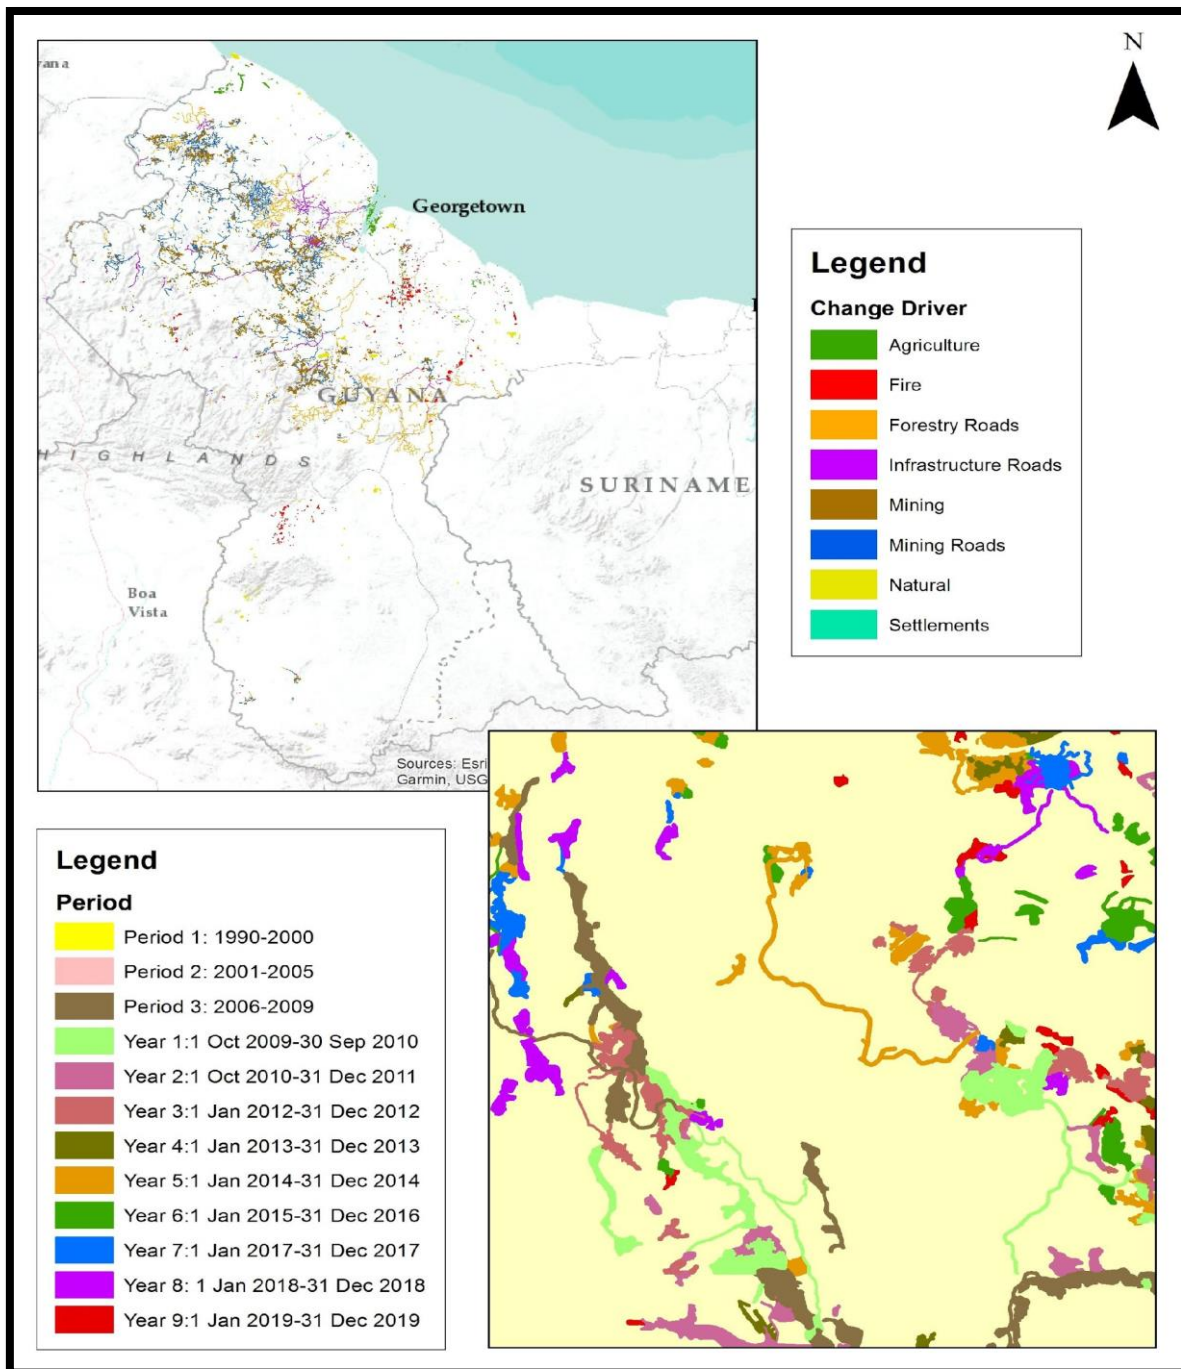 N
ana
Georgetown
GUYANA
HIGHLANDS
SURINAME
Boa
Vista
Sources: Esri
Garmin, USG
Legend
Change Driver
Agriculture
Fire
Forestry Roads
Infrastructure Roads
Mining
Mining Roads
Natural
Settlements
Legend
Period
Period 1: 1990-2000
Period 2: 2001-2005
Period 3: 2006-2009
Year 1:1 Oct 2009-30 Sep 2010
Year 2:1 Oct 2010-31 Dec 2011
Year 3:1 Jan 2012-31 Dec 2012
Year 4:1 Jan 2013-31 Dec 2013
Year 5:1 Jan 2014-31 Dec 2014
Year 6:1 Jan 2015-31 Dec 2016
Year 7:1 Jan 2017-31 Dec 2017
Year 8: 1 Jan 2018-31 Dec 2018
Year 9:1 Jan 2019-31 Dec 2019